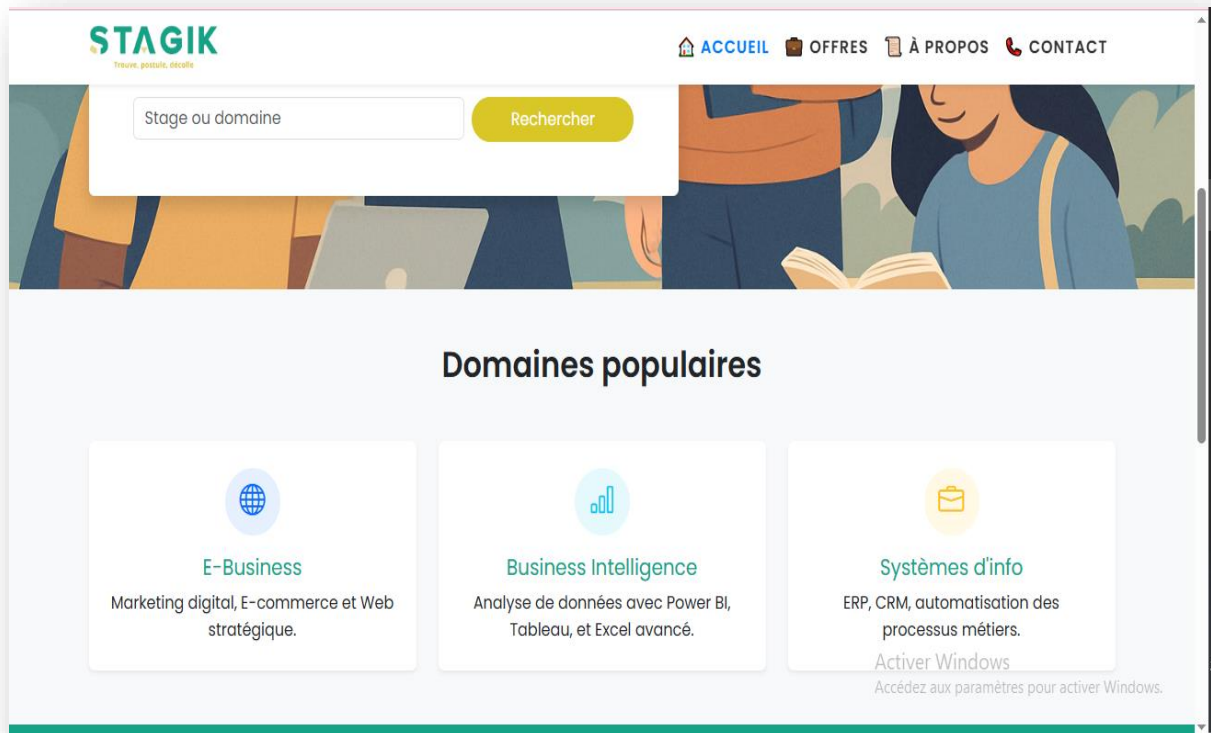 STAGIK
Trouve, postule, décolle
ACCUEIL OFFRES À PROPOS CONTACT
Stage ou domaine Rechercher
Domaines populaires
E-Business
Marketing digital, E-commerce et Web
stratégique.
Business Intelligence
Analyse de données avec Power BI,
Tableau, et Excel avancé.
Systèmes d'info
ERP, CRM, automatisation des
processus métiers.
Activer Windows
Accédez aux paramètres pour activer Windows.